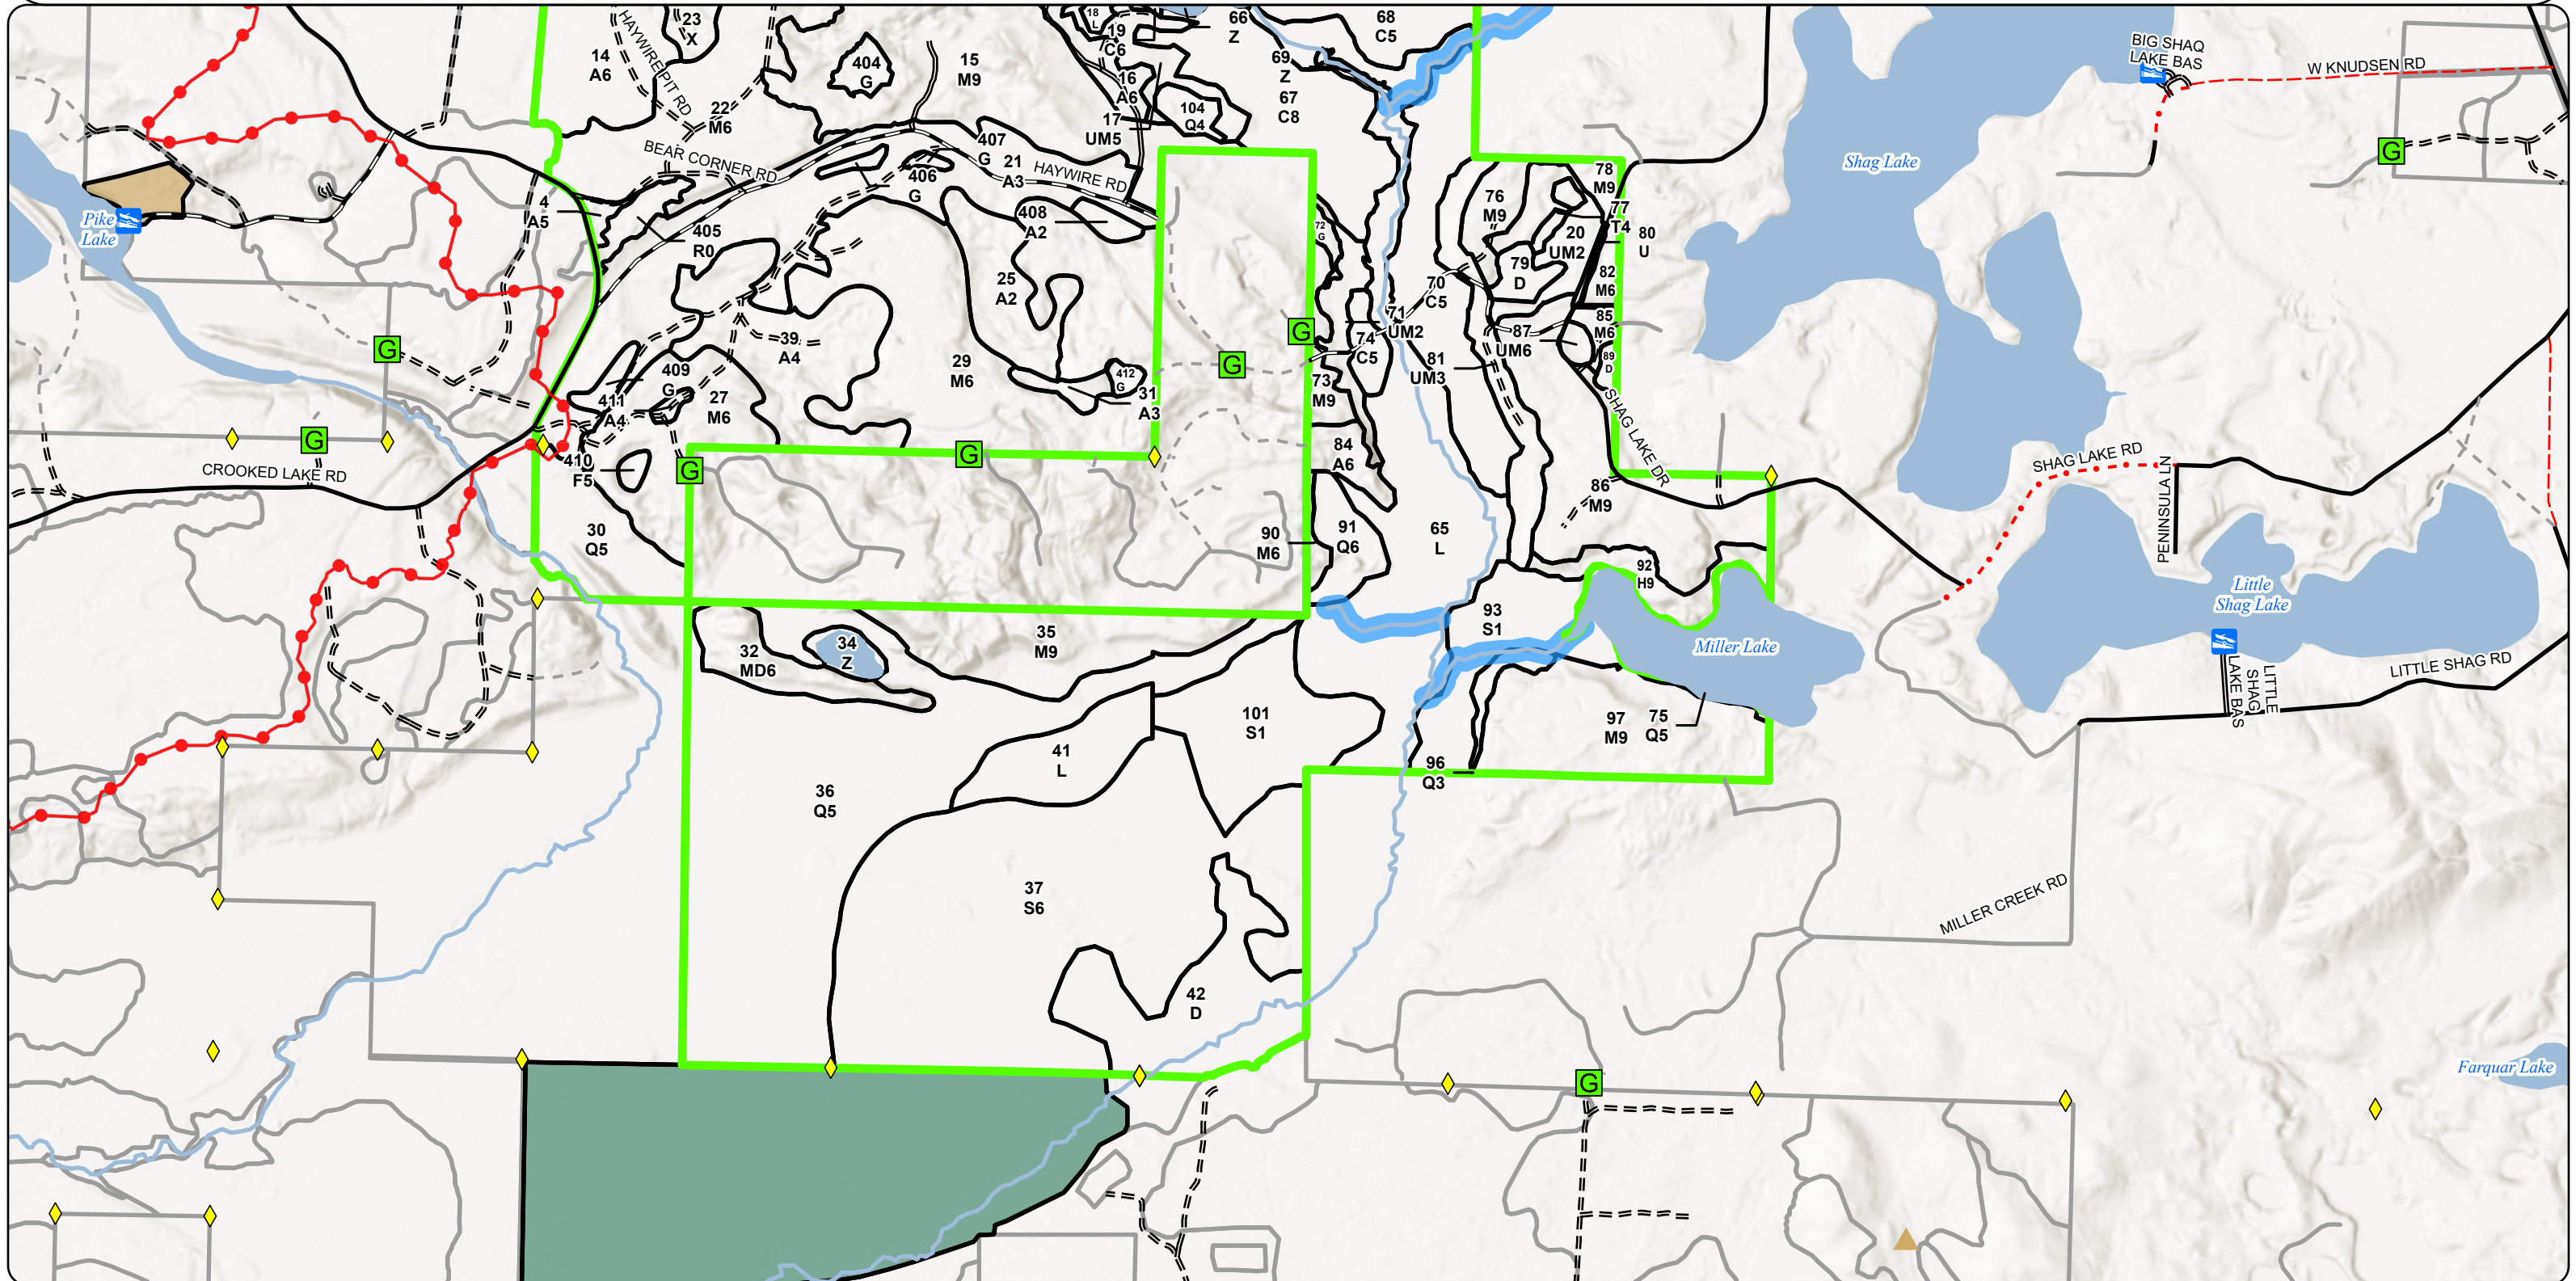 18
L
19
C6
23
X
HAYWIRE PIT RD
14
A6
22
M6
404
G
15
M9
16
A6
17
UM5
104
Q4
66
Z
68
C5
69
Z
67
C8
BIG SHAQ
LAKE BAS
W KNUDSEN RD
Shag Lake
G
BEAR CORNER RD
407
G
21
A3
HAYWIRE RD
406
G
408
A2
4
A5
405
R0
Pike
Lake
72
G
76
M9
78
M9
77
T4
20
UM2
80
U
79
D
82
M6
70
C5
71
UM2
85
M6
87
UM6
89
D
74
C5
81
UM3
73
M9
25
A2
39
A4
29
M6
412
G
31
A3
409
G
27
M6
411
A4
410
F5
G
G
G
G
G
G
CROOKED LAKE RD
84
A6
SHAG LAKE DR
86
M9
SHAG LAKE RD
PENINSULA LN
30
Q5
90
M6
91
Q6
65
L
92
H9
93
S1
Miller Lake
Little
Shag Lake
LITTLE SHAG RD
LITTLE
SHAG
LAKE BAS
32
MD6
34
Z
35
M9
101
S1
41
L
36
Q5
97
M9
75
Q5
96
Q3
37
S6
42
D
MILLER CREEK RD
G
Farquar Lake